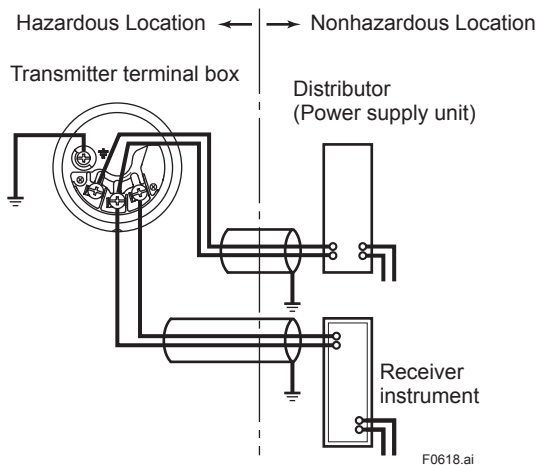 Hazardous Location
Nonhazardous Location
Transmitter terminal box
Distributor
(Power supply unit)
Receiver
instrument
F0618.ai